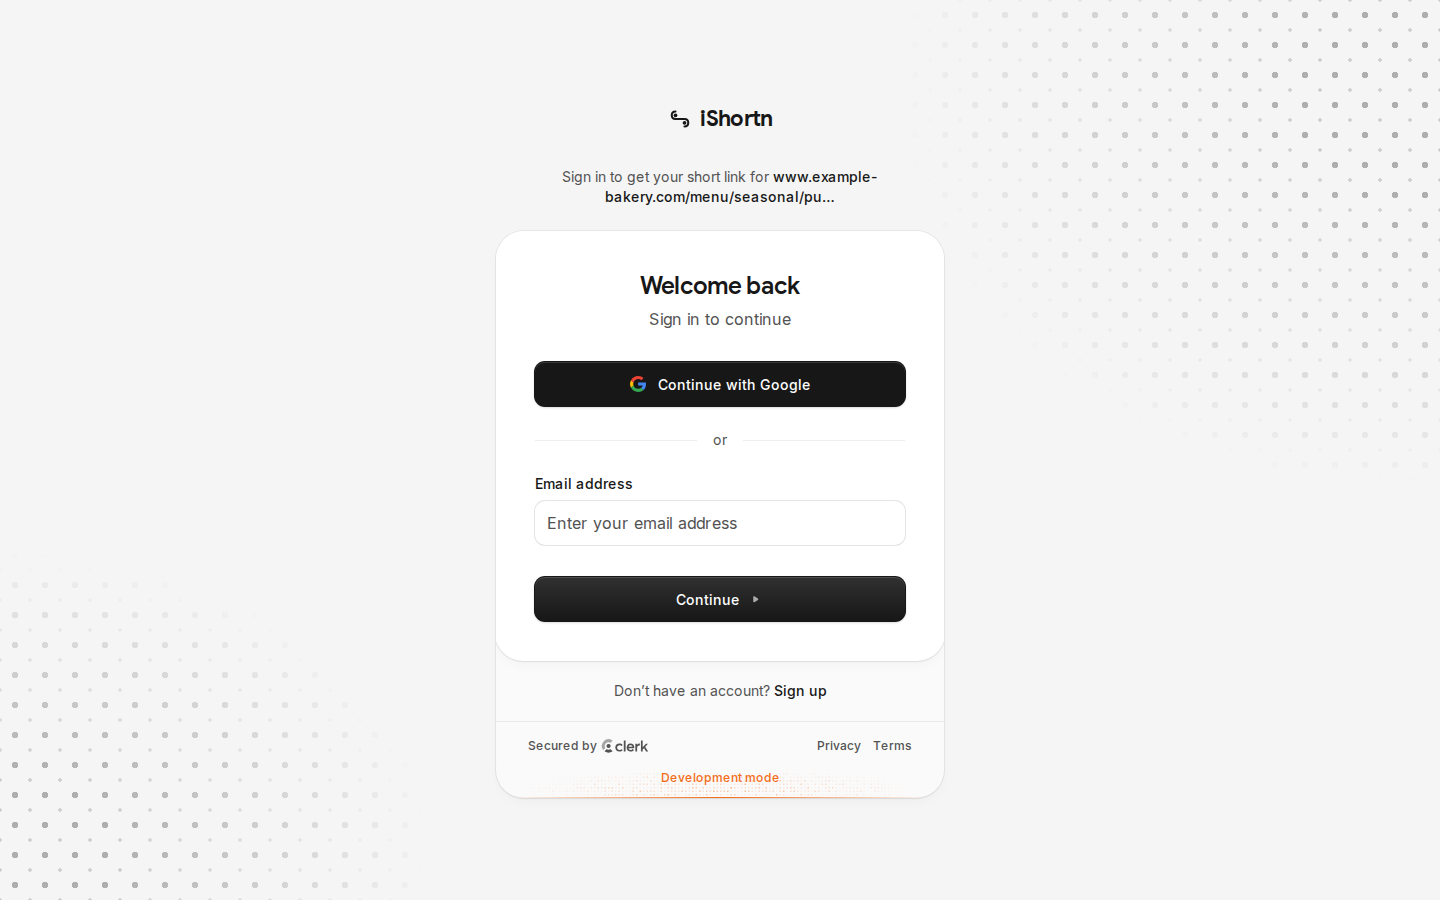 iShortn
Sign in to get your short link for www.example-
bakery.com/menu/seasonal/pu...
Welcome back
Sign in to continue
Continue with Google
or
Email address
Enter your email address
Continue
Don’t have an account? Sign up
Secured by clerk
Privacy Terms
Development mode